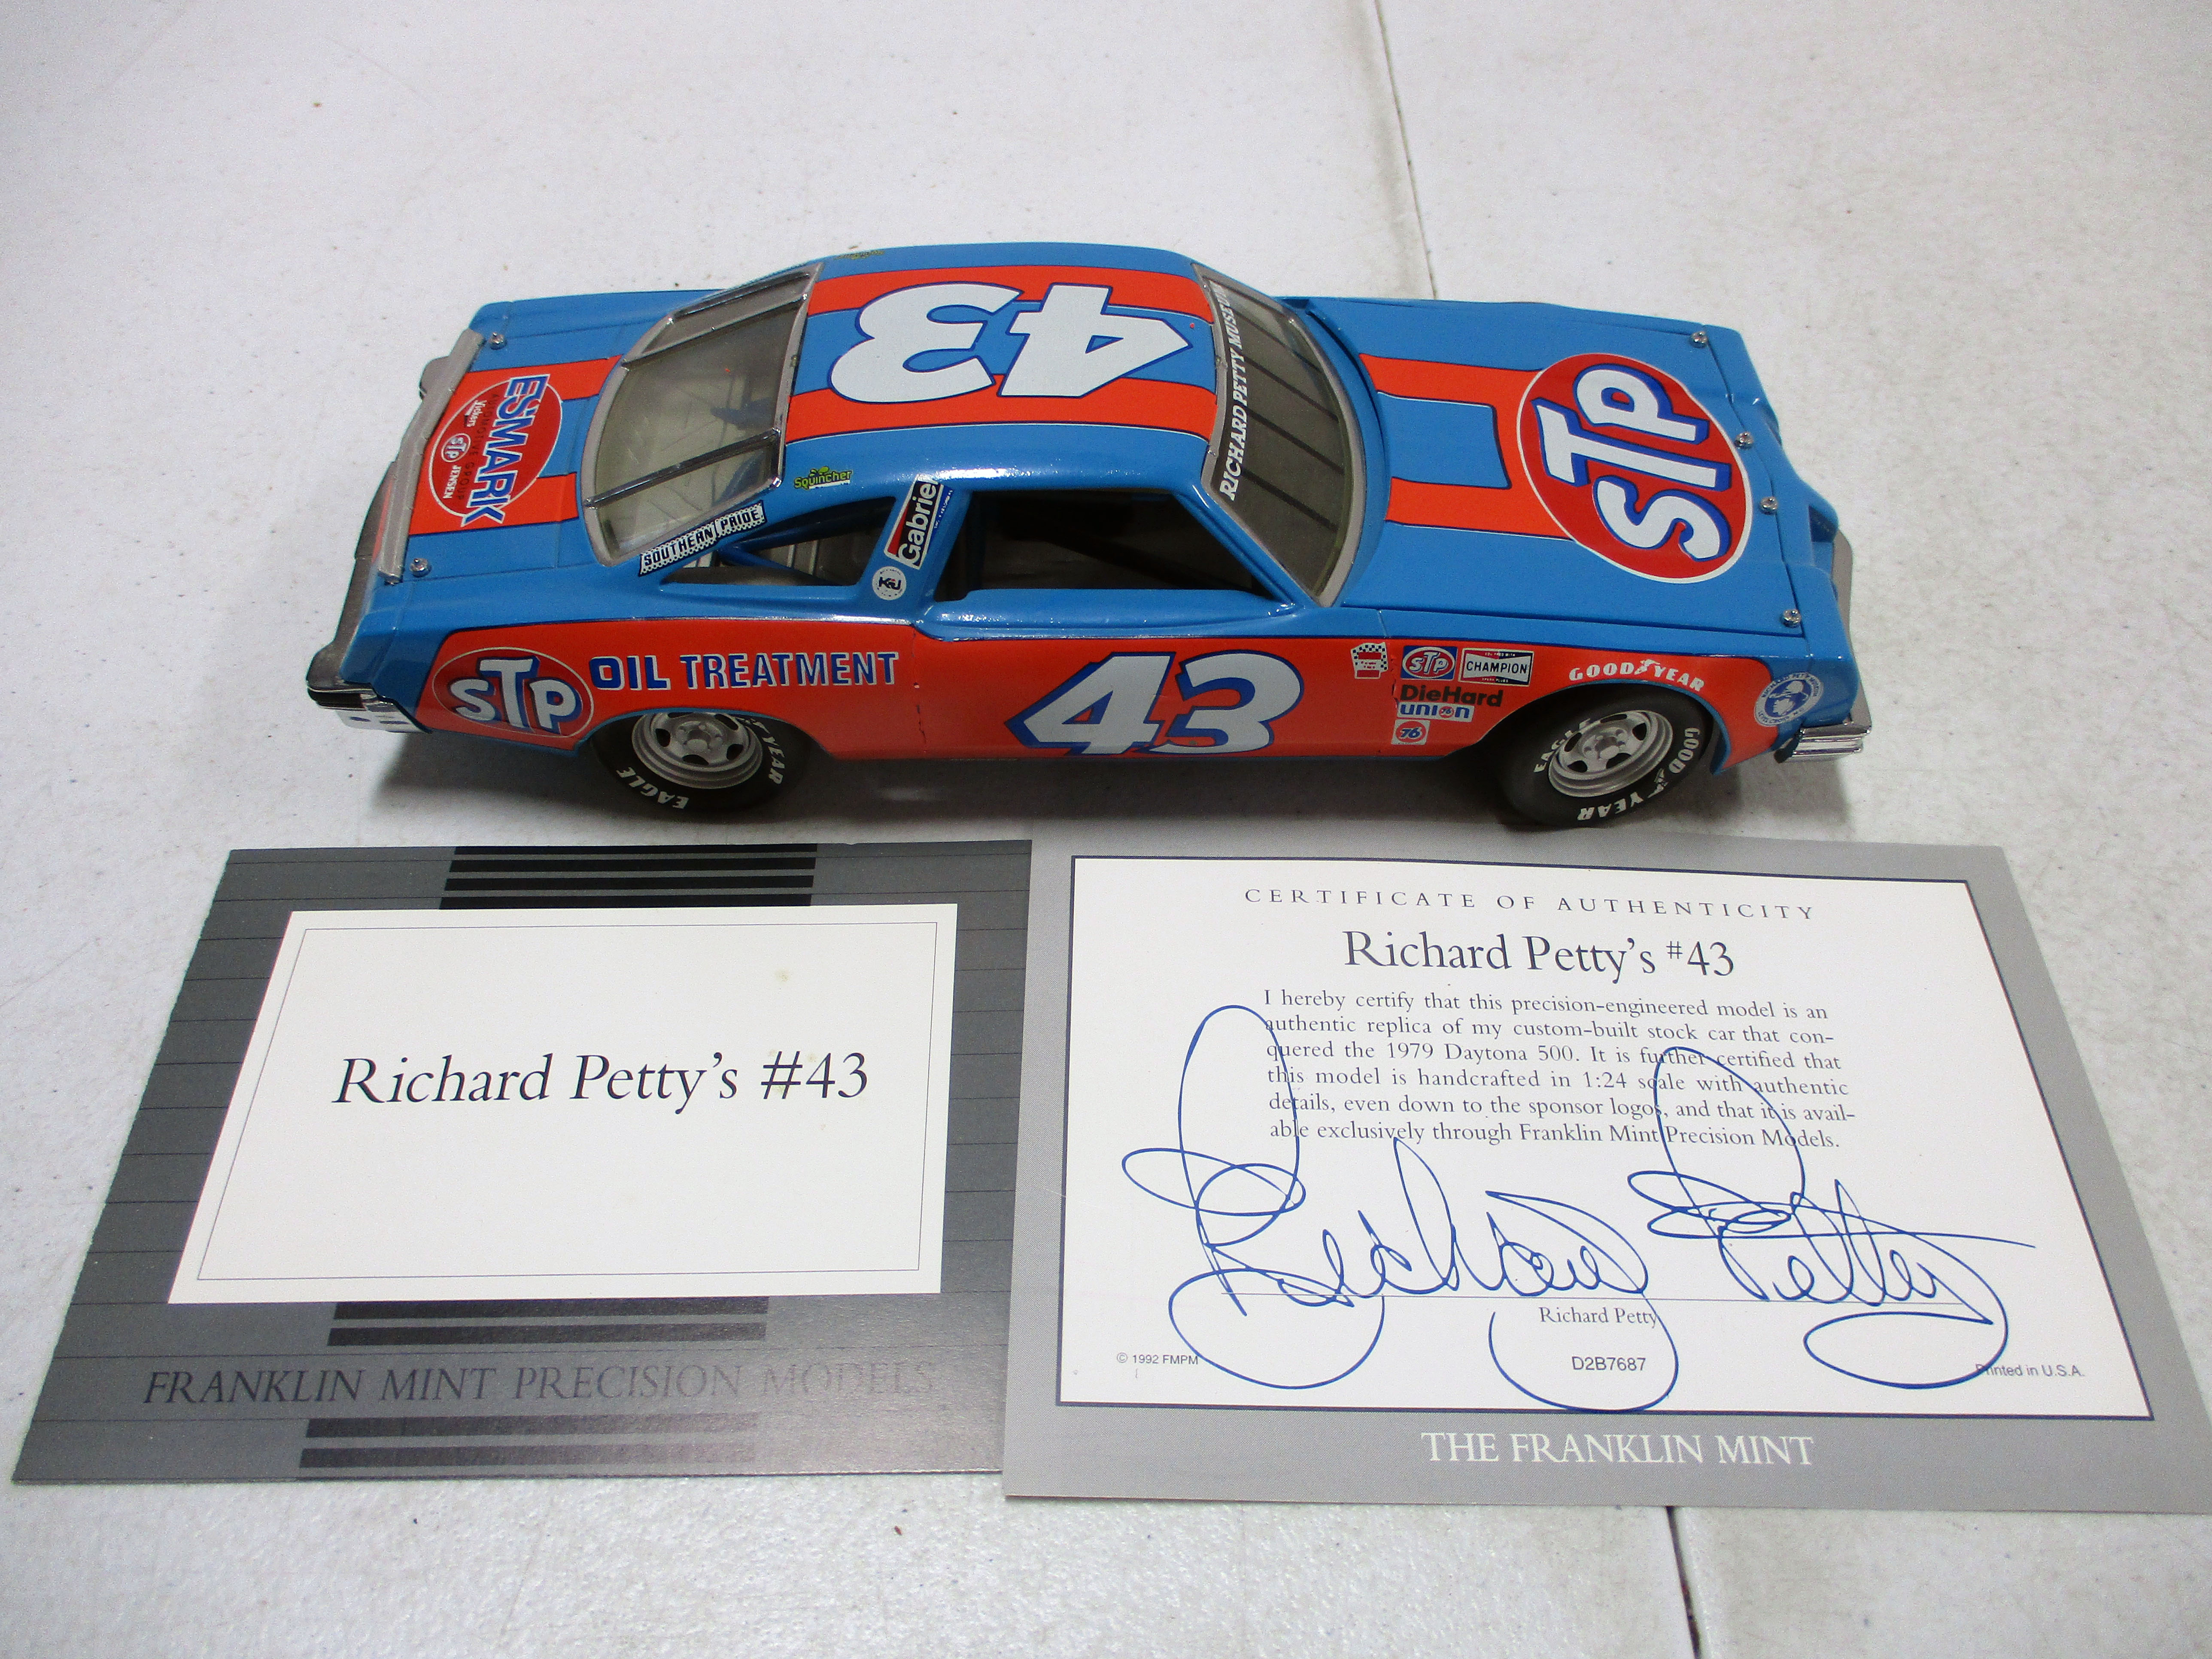 43
RICHARD PETTY MUSEUM
STP
ESMARK
STP
JENSEN
Squincher
SOUTHERN PRIDE
Gabriel
K&J
STP OIL TREATMENT
43
STP
CHAMPION
DieHard
union
76
GOODYEAR
EAGLE
YEAR
EAGLE
GOODYEAR
Richard Petty's #43
FRANKLIN MINT PRECISION MODELS
CERTIFICATE OF AUTHENTICITY
Richard Petty's #43
I hereby certify that this precision-engineered model is an
authentic replica of my custom-built stock car that con-
quered the 1979 Daytona 500. It is further certified that
this model is handcrafted in 1:24 scale with authentic
details, even down to the sponsor logos, and that it is avail-
able exclusively through Franklin Mint Precision Models.
Richard Petty
Richard Petty
© 1992 FMPM
D2B7687
Printed in U.S.A.
THE FRANKLIN MINT